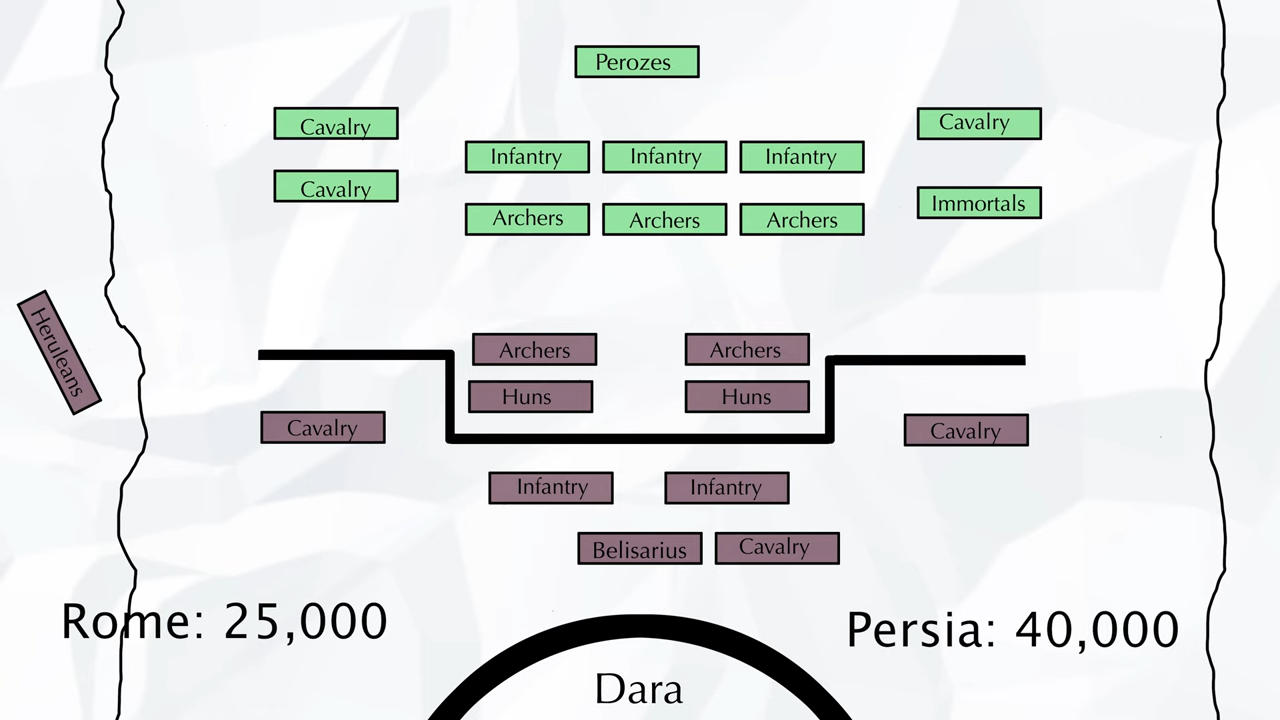 Perozes
Cavalry
Cavalry
Infantry Infantry Infantry
Cavalry
Immortals
Archers Archers Archers
Heruleans
Archers Archers
Huns Huns
Cavalry
Cavalry
Infantry Infantry
Belisarius Cavalry
Rome: 25,000
Persia: 40,000
Dara